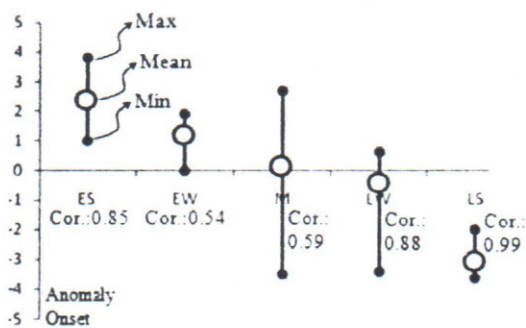 5
Max
4
Mean
3
2
Min
1
0
ES EW M LW LS
-1
Cor.:0.85 Cor.:0.54 Cor.: Cor.: Cor.:
-2
0.59 0.88 0.99
-3
-4
Anomaly
-5
Onset